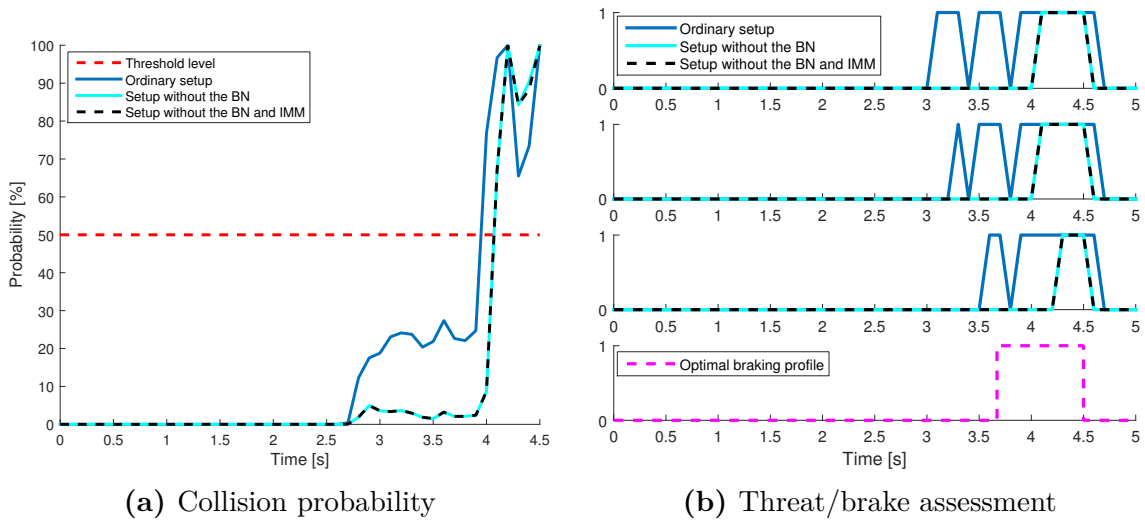 100
90
80
70
60
50
40
30
20
10
0
Probability [%]
Threshold level
Ordinary setup
Setup without the BN
Setup without the BN and IMM
0 0.5 1 1.5 2 2.5 3 3.5 4 4.5
Time [s]
(a) Collision probability
1
0
Ordinary setup
Setup without the BN
Setup without the BN and IMM
0 0.5 1 1.5 2 2.5 3 3.5 4 4.5 5
1
0
0 0.5 1 1.5 2 2.5 3 3.5 4 4.5 5
1
0
0 0.5 1 1.5 2 2.5 3 3.5 4 4.5 5
1
0
Optimal braking profile
0 0.5 1 1.5 2 2.5 3 3.5 4 4.5 5
Time [s]
(b) Threat/brake assessment